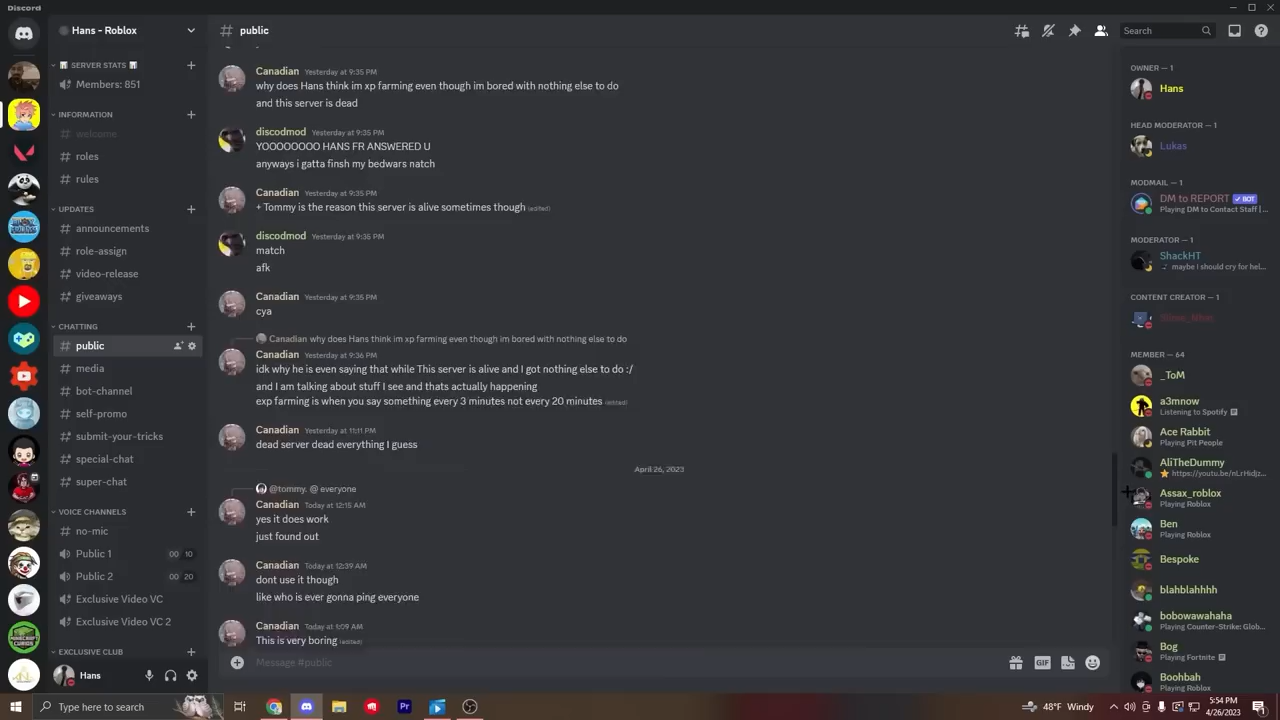 Discord
Hans - Roblox
SERVER STATS
Members: 851
INFORMATION
welcome
roles
rules
UPDATES
announcements
role-assign
video-release
giveaways
CHATTING
public
media
bot-channel
self-promo
submit-your-tricks
special-chat
super-chat
VOICE CHANNELS
no-mic
Public 1 00 10
Public 2 00 20
Exclusive Video VC
Exclusive Video VC 2
EXCLUSIVE CLUB
Hans
# public
Search
Canadian Yesterday at 9:35 PM
why does Hans think im xp farming even though im bored with nothing else to do
and this server is dead
discodmod Yesterday at 9:35 PM
YOOOOOOOO HANS FR ANSWERED U
anyways i gatta finsh my bedwars natch
Canadian Yesterday at 9:35 PM
+ Tommy is the reason this server is alive sometimes though (edited)
discodmod Yesterday at 9:35 PM
match
afk
Canadian Yesterday at 9:35 PM
cya
Canadian why does Hans think im xp farming even though im bored with nothing else to do
Canadian Yesterday at 9:36 PM
idk why he is even saying that while This server is alive and I got nothing else to do :/
and I am talking about stuff I see and thats actually happening
exp farming is when you say something every 3 minutes not every 20 minutes (edited)
Canadian Yesterday at 11:11 PM
dead server dead everything I guess
April 26, 2023
@tommy. @ everyone
Canadian Today at 12:15 AM
yes it does work
just found out
Canadian Today at 12:39 AM
dont use it though
like who is ever gonna ping everyone
Canadian Today at 1:09 AM
This is very boring (edited)
Message #public
GIF
OWNER — 1
Hans
HEAD MODERATOR — 1
Lukas
MODMAIL — 1
DM to REPORT BOT
Playing DM to Contact Staff | ...
MODERATOR — 1
ShackHT
maybe I should cry for hel...
CONTENT CREATOR — 1
MEMBER — 64
_ToM
a3mnow
Listening to Spotify
Ace Rabbit
Playing Pit People
AliTheDummy
https://youtu.be/nLrHidjz...
Assax_roblox
Playing Roblox
Ben
Playing Roblox
Bespoke
blahblahhhh
bobowawahaha
Playing Counter-Strike: Glob...
Bog
Playing Fortnite
Boohbah
Playing Roblox
Type here to search
Pr
48°F Windy
5:54 PM
4/26/2023